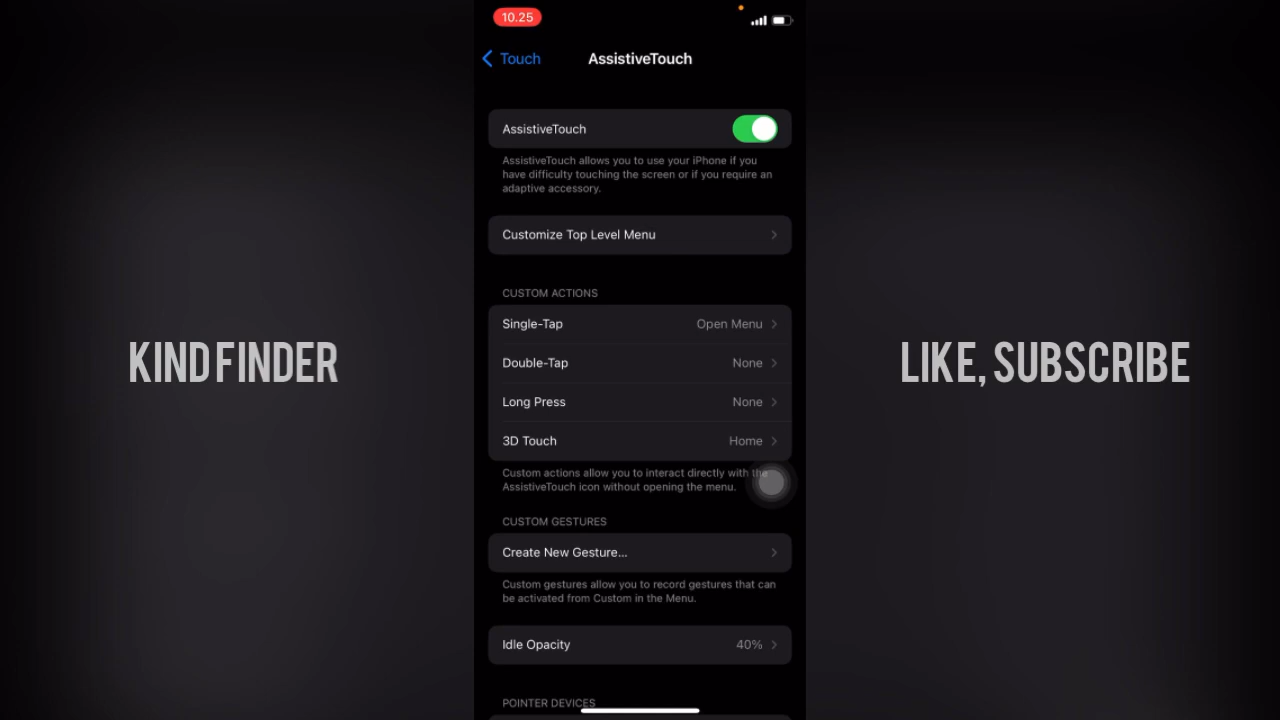 10.25
Touch
AssistiveTouch
AssistiveTouch
AssistiveTouch allows you to use your iPhone if you
have difficulty touching the screen or if you require an
adaptive accessory.
Customize Top Level Menu
CUSTOM ACTIONS
Single-Tap Open Menu
Double-Tap None
Long Press None
3D Touch Home
Custom actions allow you to interact directly with the
AssistiveTouch icon without opening the menu.
CUSTOM GESTURES
Create New Gesture...
Custom gestures allow you to record gestures that can
be activated from Custom in the Menu.
Idle Opacity 40%
POINTER DEVICES
KIND FINDER
LIKE, SUBSCRIBE